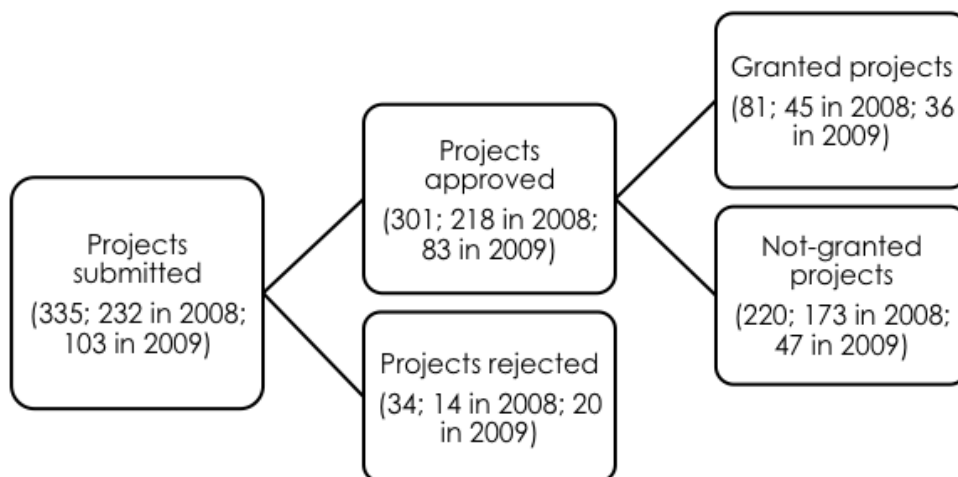 Projects
submitted
(335; 232 in 2008;
103 in 2009)
Projects
approved
(301; 218 in 2008;
83 in 2009)
Projects rejected
(34; 14 in 2008; 20
in 2009)
Granted projects
(81; 45 in 2008; 36
in 2009)
Not-granted
projects
(220; 173 in 2008;
47 in 2009)